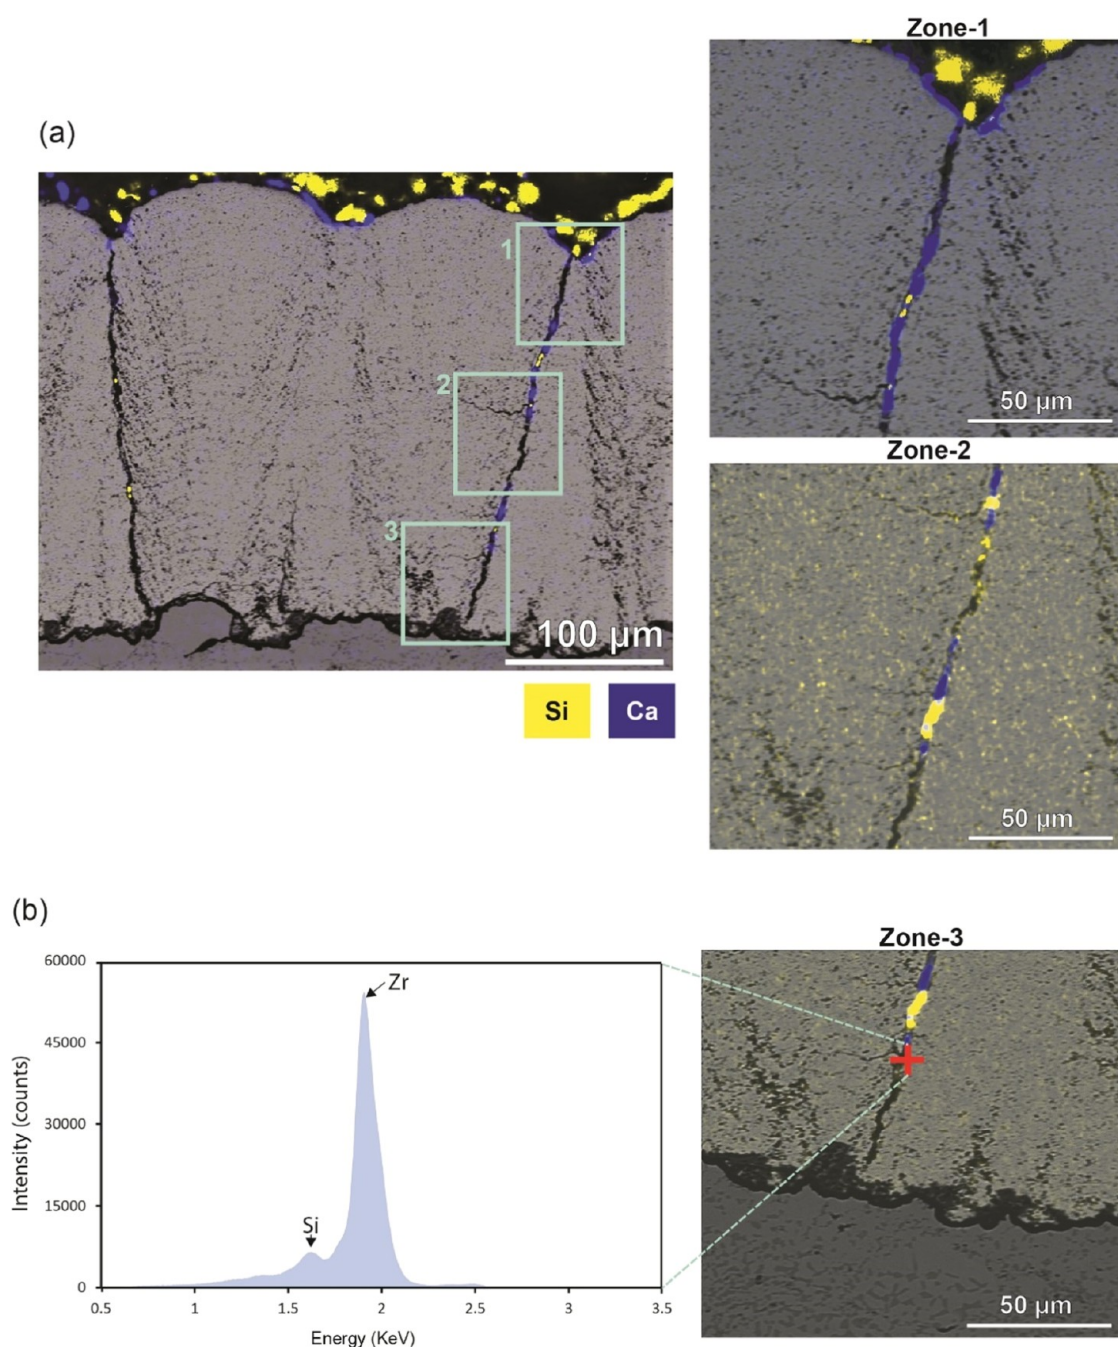 Zone-1
(a)
1
2
3
100 µm
Si
Ca
50 µm
Zone-2
50 µm
(b)
Zone-3
60000
45000
30000
15000
0
Intensity (counts)
Zr
Si
0.5
1
1.5
2
2.5
3
3.5
Energy (KeV)
50 µm